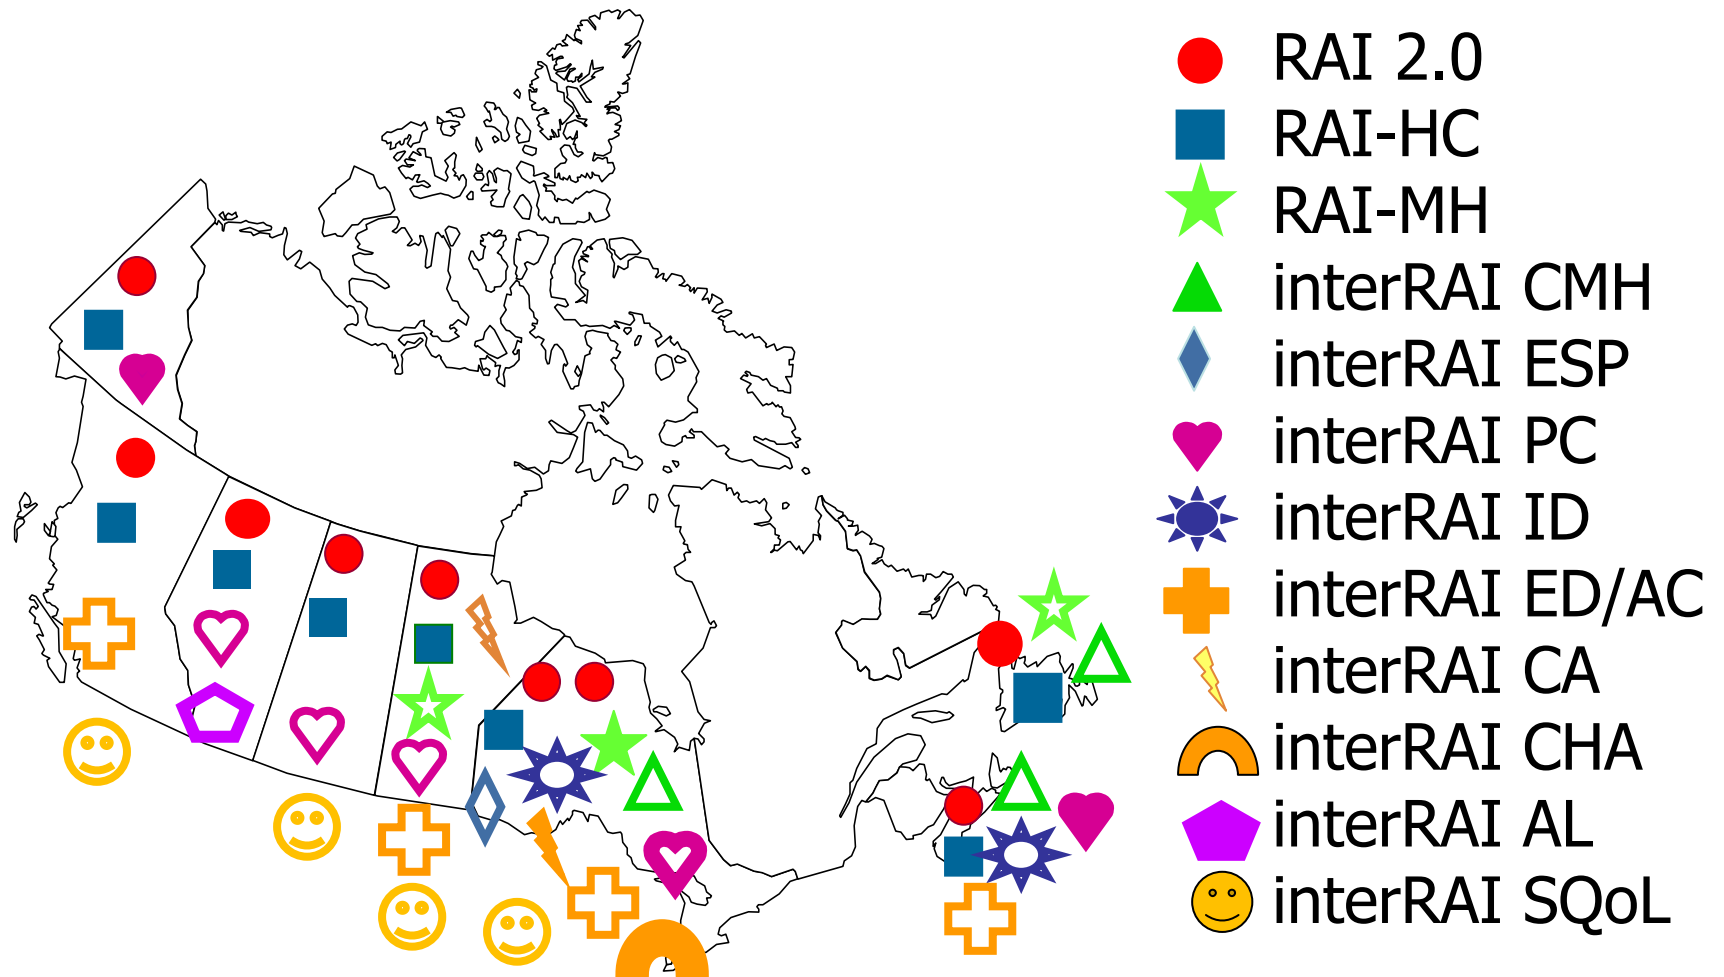 RAI 2.0
RAI-HC
RAI-MH
interRAI CMH
interRAI ESP
interRAI PC
interRAI ID
interRAI ED/AC
interRAI CA
interRAI CHA
interRAI AL
interRAI SQoL